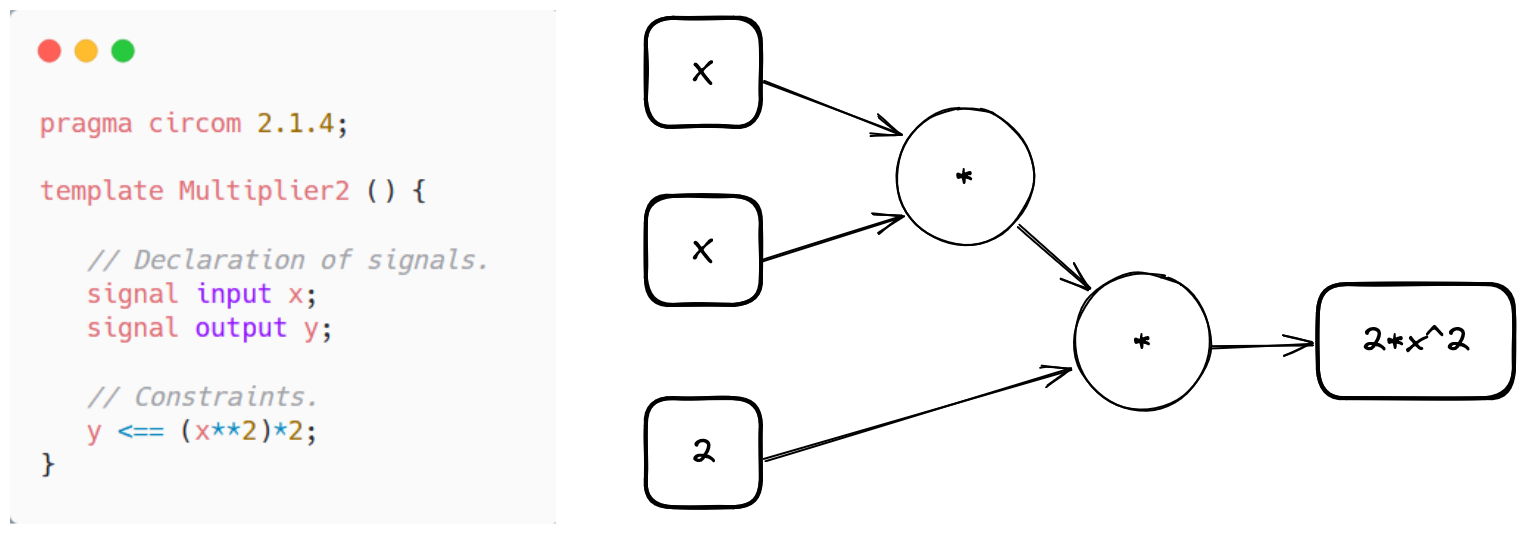 pragma circom 2.1.4;
template Multiplier2 () {
// Declaration of signals.
signal input x;
signal output y;
// Constraints.
y <== (x**2)*2;
}
x
*
x
*
2*x^2
2